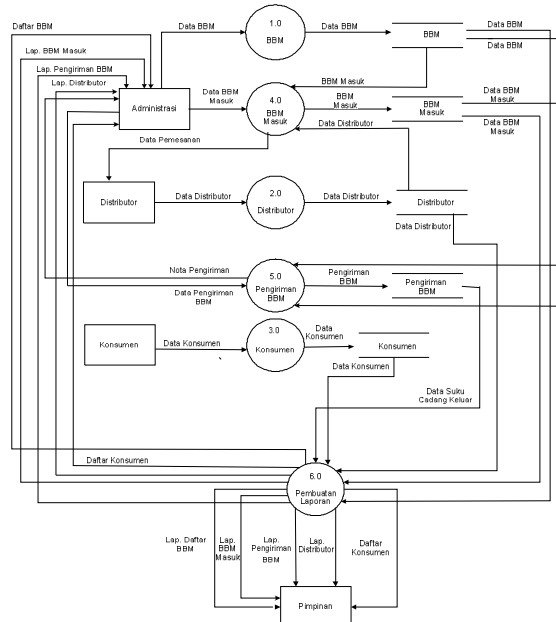 Daftar BBM
Data BBM
1.0
BBM
Data BBM
BBM
Data BBM
Data BBM
Lap. BBM Masuk
Lap. Pengiriman BBM
Lap. Distributor
Administrasi
Data BBM
Masuk
4.0
BBM
Masuk
BBM Masuk
BBM
Masuk
BBM
Masuk
Data BBM
Masuk
Data BBM
Masuk
Data Distributor
Data Pemesanan
Distributor
Data Distributor
2.0
Distributor
Data Distributor
Distributor
Data Distributor
Nota Pengiriman
Data Pengiriman
BBM
5.0
Pengiriman
BBM
Pengiriman
BBM
Pengiriman
BBM
Konsumen
Data Konsumen
3.0
Konsumen
Data
Konsumen
Konsumen
Data Konsumen
Data Suku
Cadang Keluar
Daftar Konsumen
6.0
Pembuatan
Laporan
Lap. Daftar
BBM
Lap.
BBM
Masuk
Lap.
Pengiriman
BBM
Lap.
Distributor
Daftar
Konsumen
Pimpinan